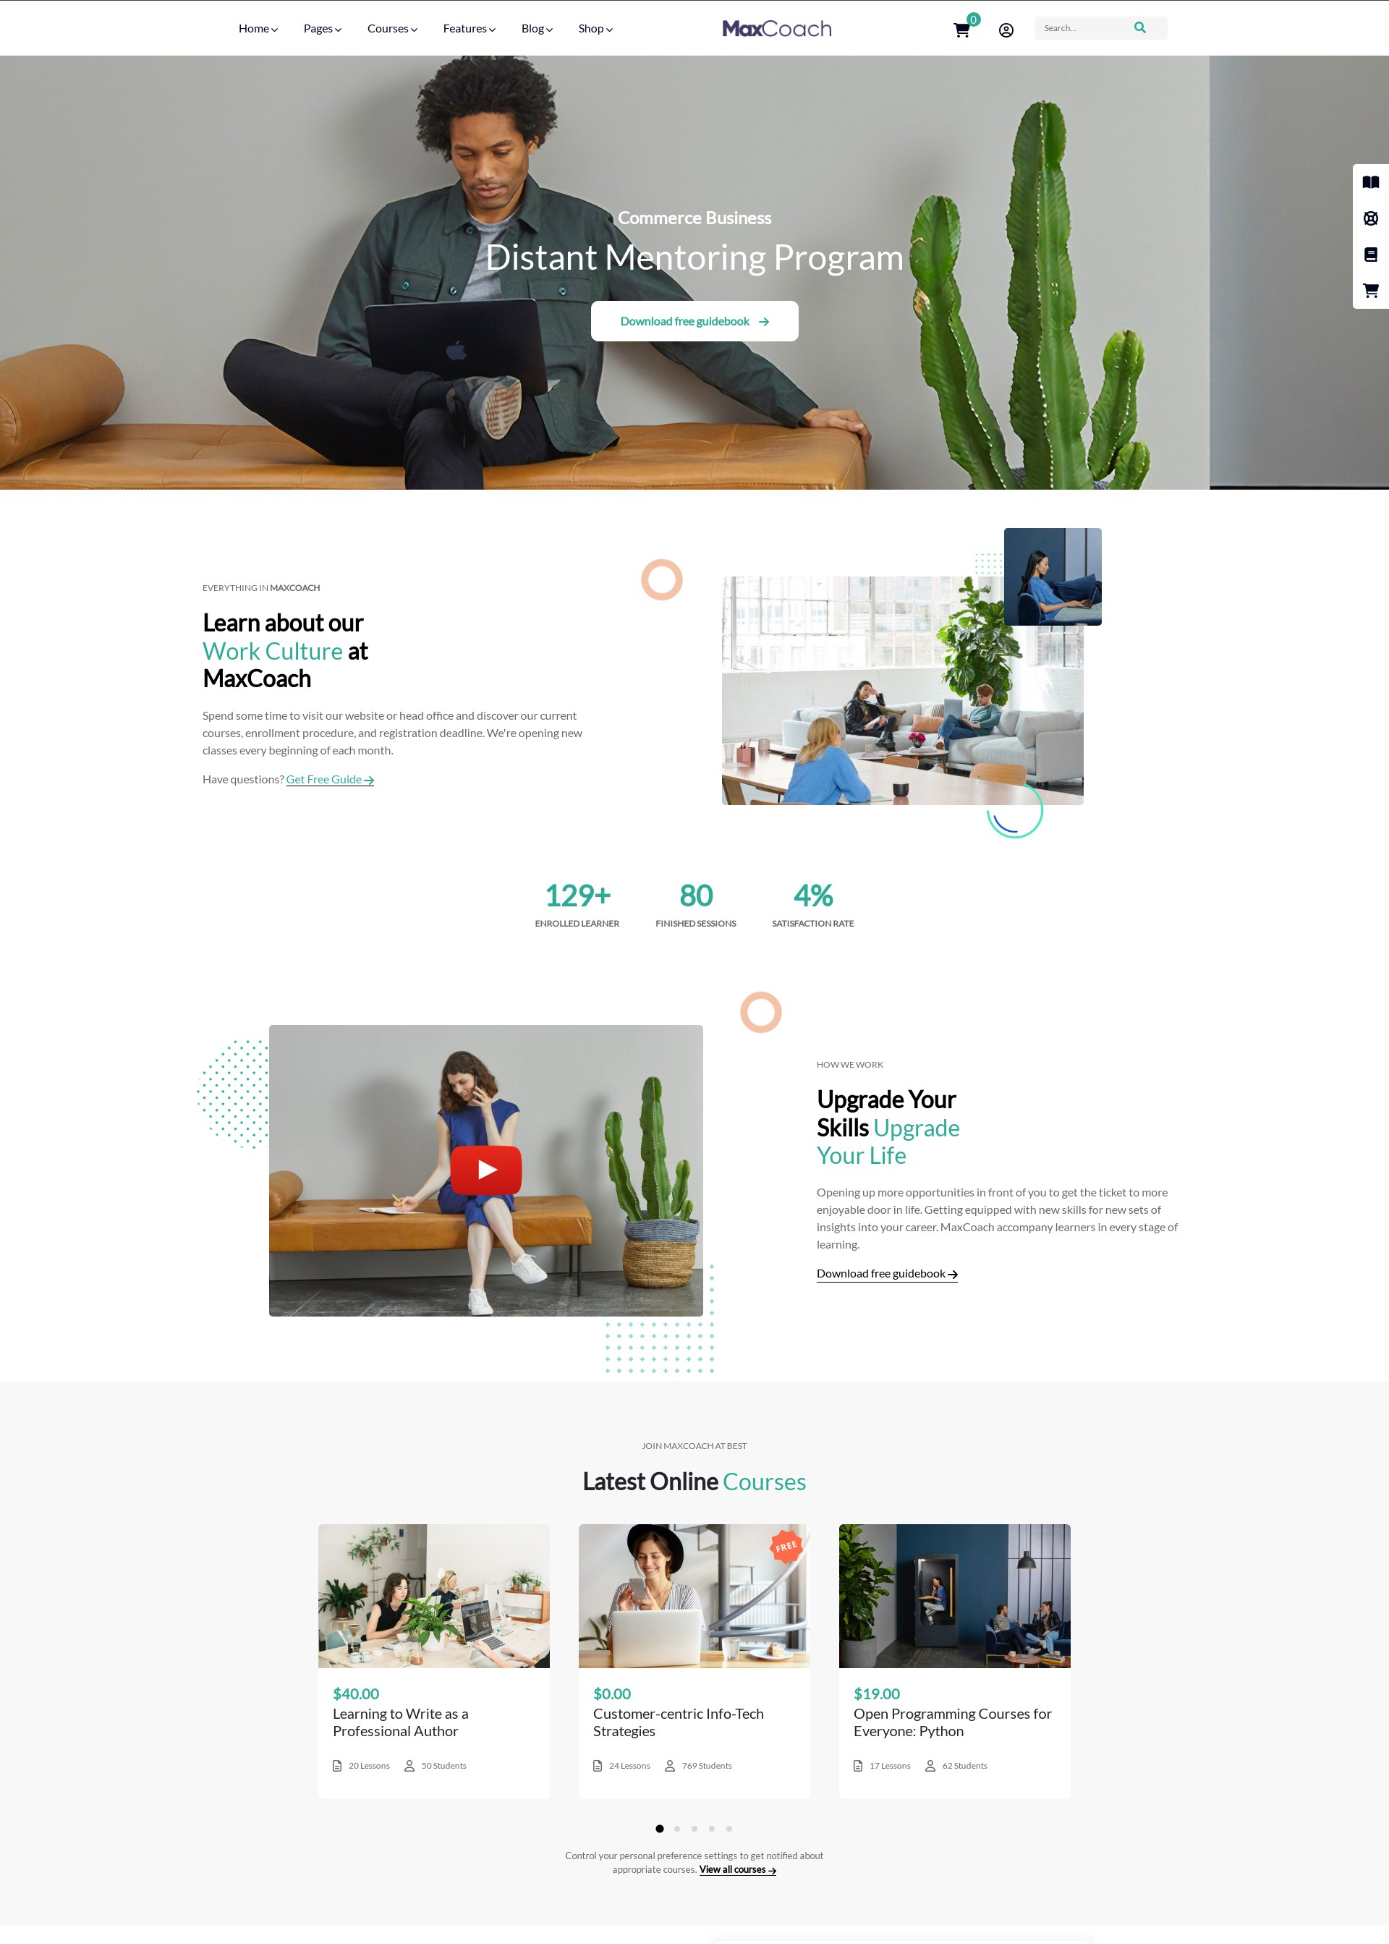 Home Pages Courses Features Blog Shop MaxCoach 0 Search...
Commerce Business
Distant Mentoring Program
Download free guidebook
EVERYTHING IN MAXCOACH
Learn about our
Work Culture at
MaxCoach
Spend some time to visit our website or head office and discover our current
courses, enrollment procedure, and registration deadline. We're opening new
classes every beginning of each month.
Have questions? Get Free Guide
129+ 80 4%
ENROLLED LEARNER FINISHED SESSIONS SATISFACTION RATE
HOW WE WORK
Upgrade Your
Skills Upgrade
Your Life
Opening up more opportunities in front of you to get the ticket to more
enjoyable door in life. Getting equipped with new skills for new sets of
insights into your career. MaxCoach accompany learners in every stage of
learning.
Download free guidebook
JOIN MAXCOACH AT BEST
Latest Online Courses
FREE
$40.00
Learning to Write as a
Professional Author
20 Lessons 50 Students
$0.00
Customer-centric Info-Tech
Strategies
24 Lessons 769 Students
$19.00
Open Programming Courses for
Everyone: Python
17 Lessons 62 Students
Control your personal preference settings to get notified about
appropriate courses. View all courses